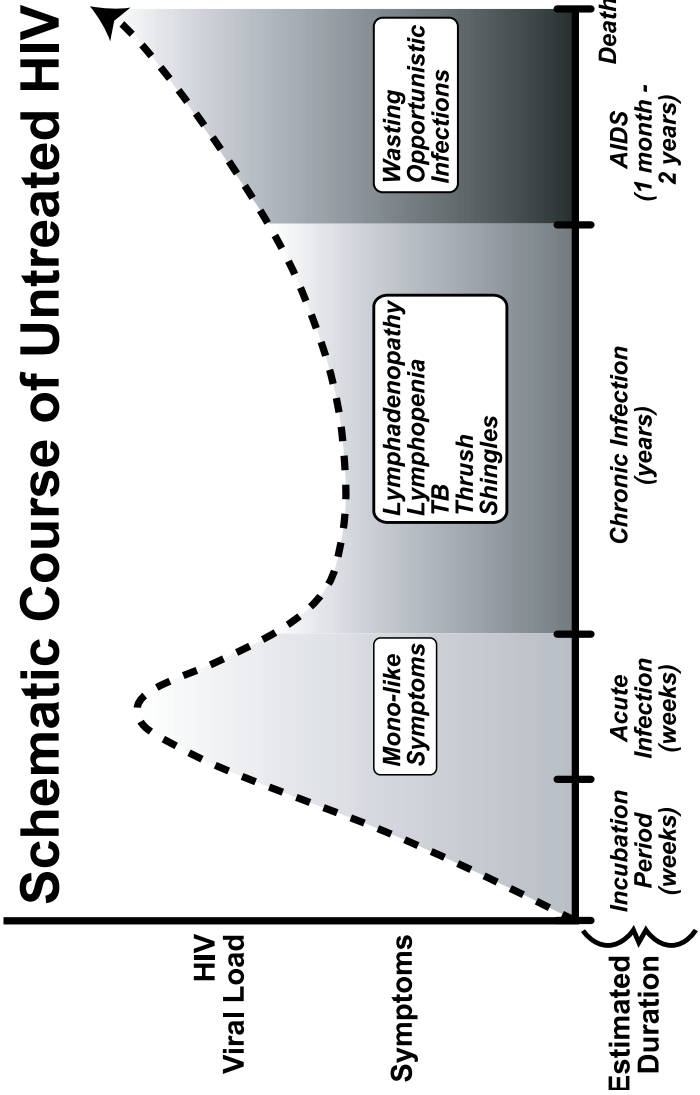 Schematic Course of Untreated HIV
HIV
Viral Load
Symptoms
Mono-like
Symptoms
Lymphadenopathy
Lymphopenia
TB
Thrush
Shingles
Wasting
Opportunistic
Infections
Estimated
Duration
Incubation
Period
(weeks)
Acute
Infection
(weeks)
Chronic Infection
(years)
AIDS
(1 month -
2 years)
Death